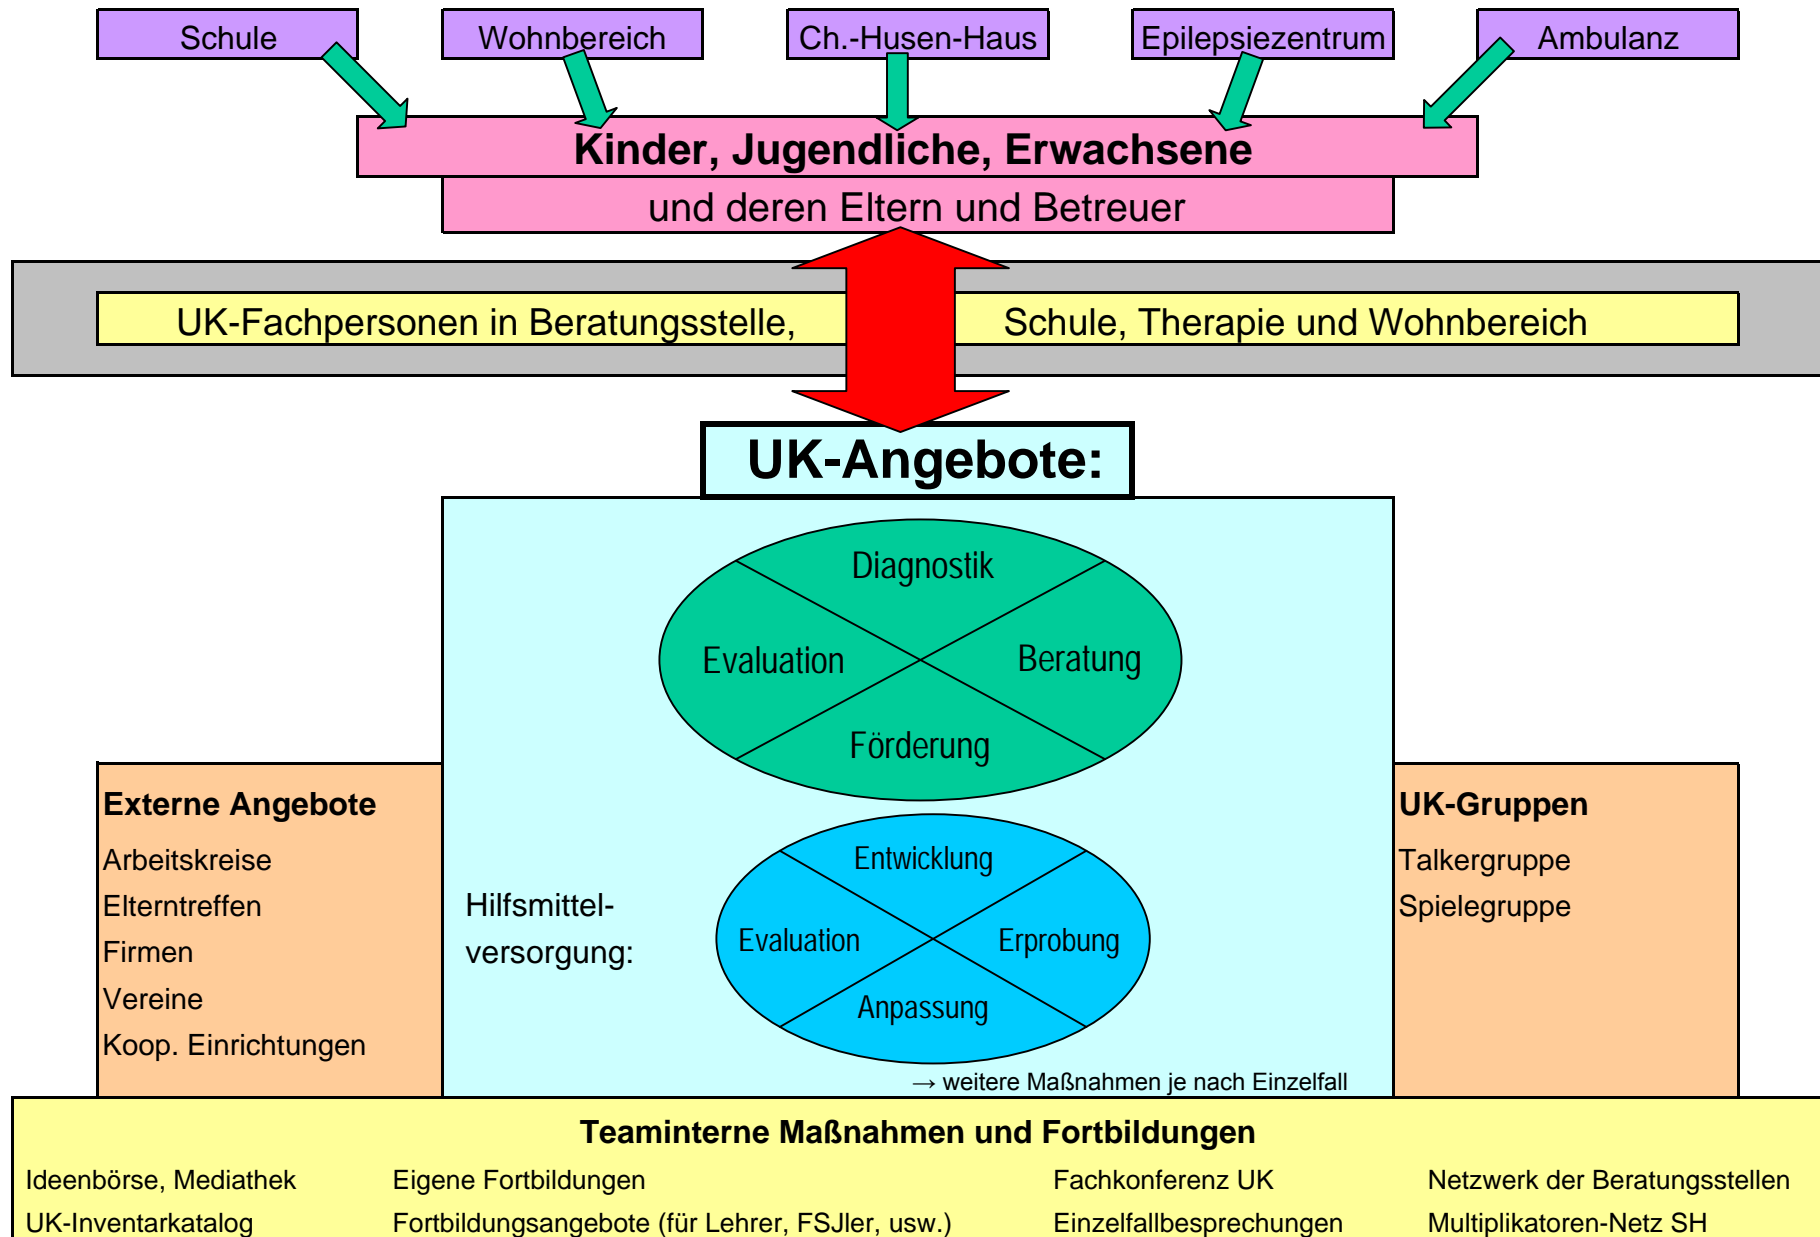 Schule
Wohnbereich
Ch.-Husen-Haus
Epilepsiezentrum
Ambulanz
Kinder, Jugendliche, Erwachsene
und deren Eltern und Betreuer
UK-Fachpersonen in Beratungsstelle, Schule, Therapie und Wohnbereich
UK-Angebote:
Diagnostik
Evaluation
Beratung
Förderung
Externe Angebote
Arbeitskreise
Elterntreffen
Firmen
Vereine
Koop. Einrichtungen
Hilfsmittel-
versorgung:
Entwicklung
Evaluation
Erprobung
Anpassung
→ weitere Maßnahmen je nach Einzelfall
UK-Gruppen
Talkergruppe
Spielegruppe
Teaminterne Maßnahmen und Fortbildungen
Ideenbörse, Mediathek
Eigene Fortbildungen
Fachkonferenz UK
Netzwerk der Beratungsstellen
UK-Inventarkatalog
Fortbildungsangebote (für Lehrer, FSJler, usw.)
Einzelfallbesprechungen
Multiplikatoren-Netz SH